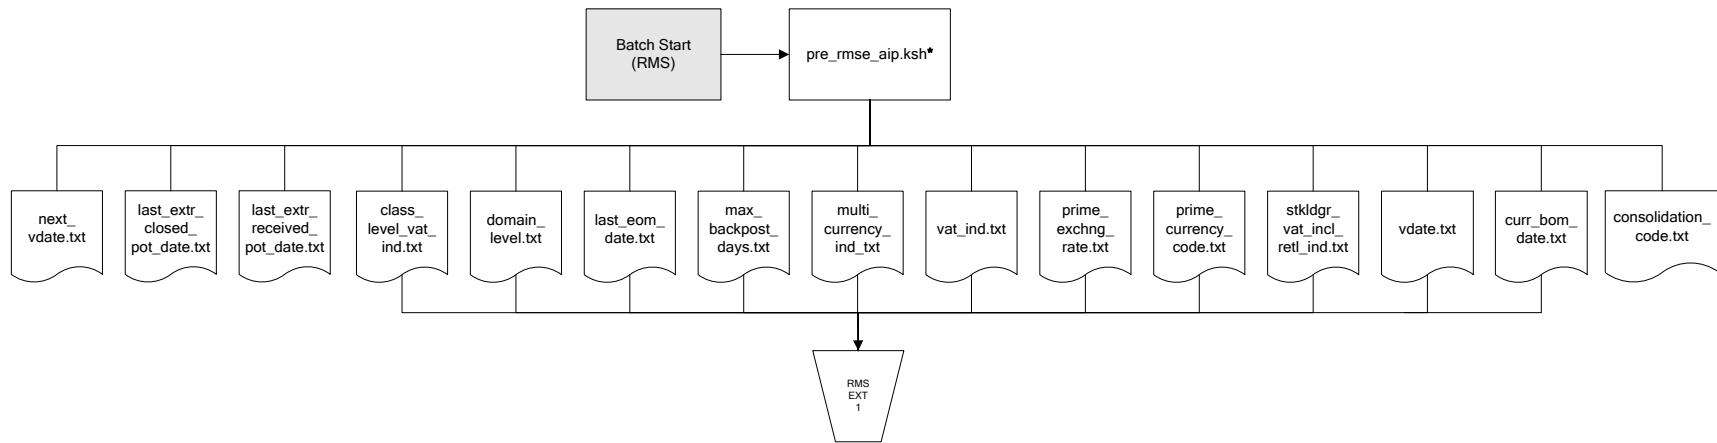 Batch Start
(RMS)
pre_rmse_aip.ksh*
next_
vdate.txt
last_extr_
closed_
pot_date.txt
last_extr_
received_
pot_date.txt
class_
level_vat_
ind.txt
domain_
level.txt
last_eom_
date.txt
max_
backpost_
days.txt
multi_
currency_
ind_txt
vat_ind.txt
prime_
exchng_
rate.txt
prime_
currency_
code.txt
stkldgr_
vat_incl_
retl_ind.txt
vdate.txt
curr_bom_
date.txt
consolidation_
code.txt
RMS
EXT
1